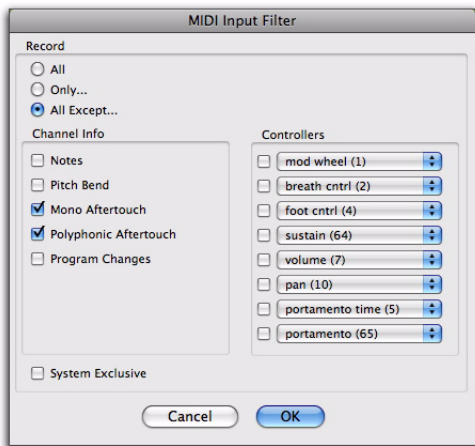 MIDI Input Filter
Record
All
Only...
All Except...
Channel Info
Notes
Pitch Bend
Mono Aftertouch
Polyphonic Aftertouch
Program Changes
Controllers
mod wheel (1)
breath cntrl (2)
foot cntrl (4)
sustain (64)
volume (7)
pan (10)
portamento time (5)
portamento (65)
System Exclusive
Cancel
OK